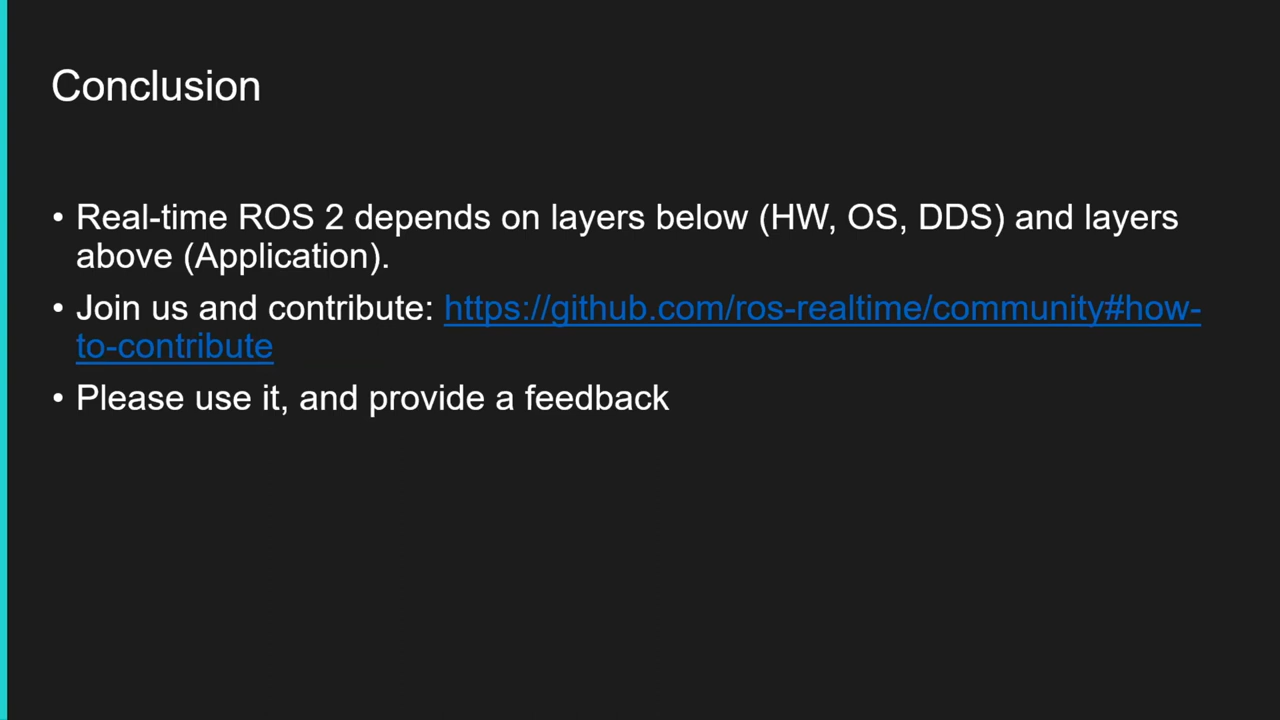 Conclusion
• Real-time ROS 2 depends on layers below (HW, OS, DDS) and layers
above (Application).
• Join us and contribute: https://github.com/ros-realtime/community#how-
to-contribute
• Please use it, and provide a feedback